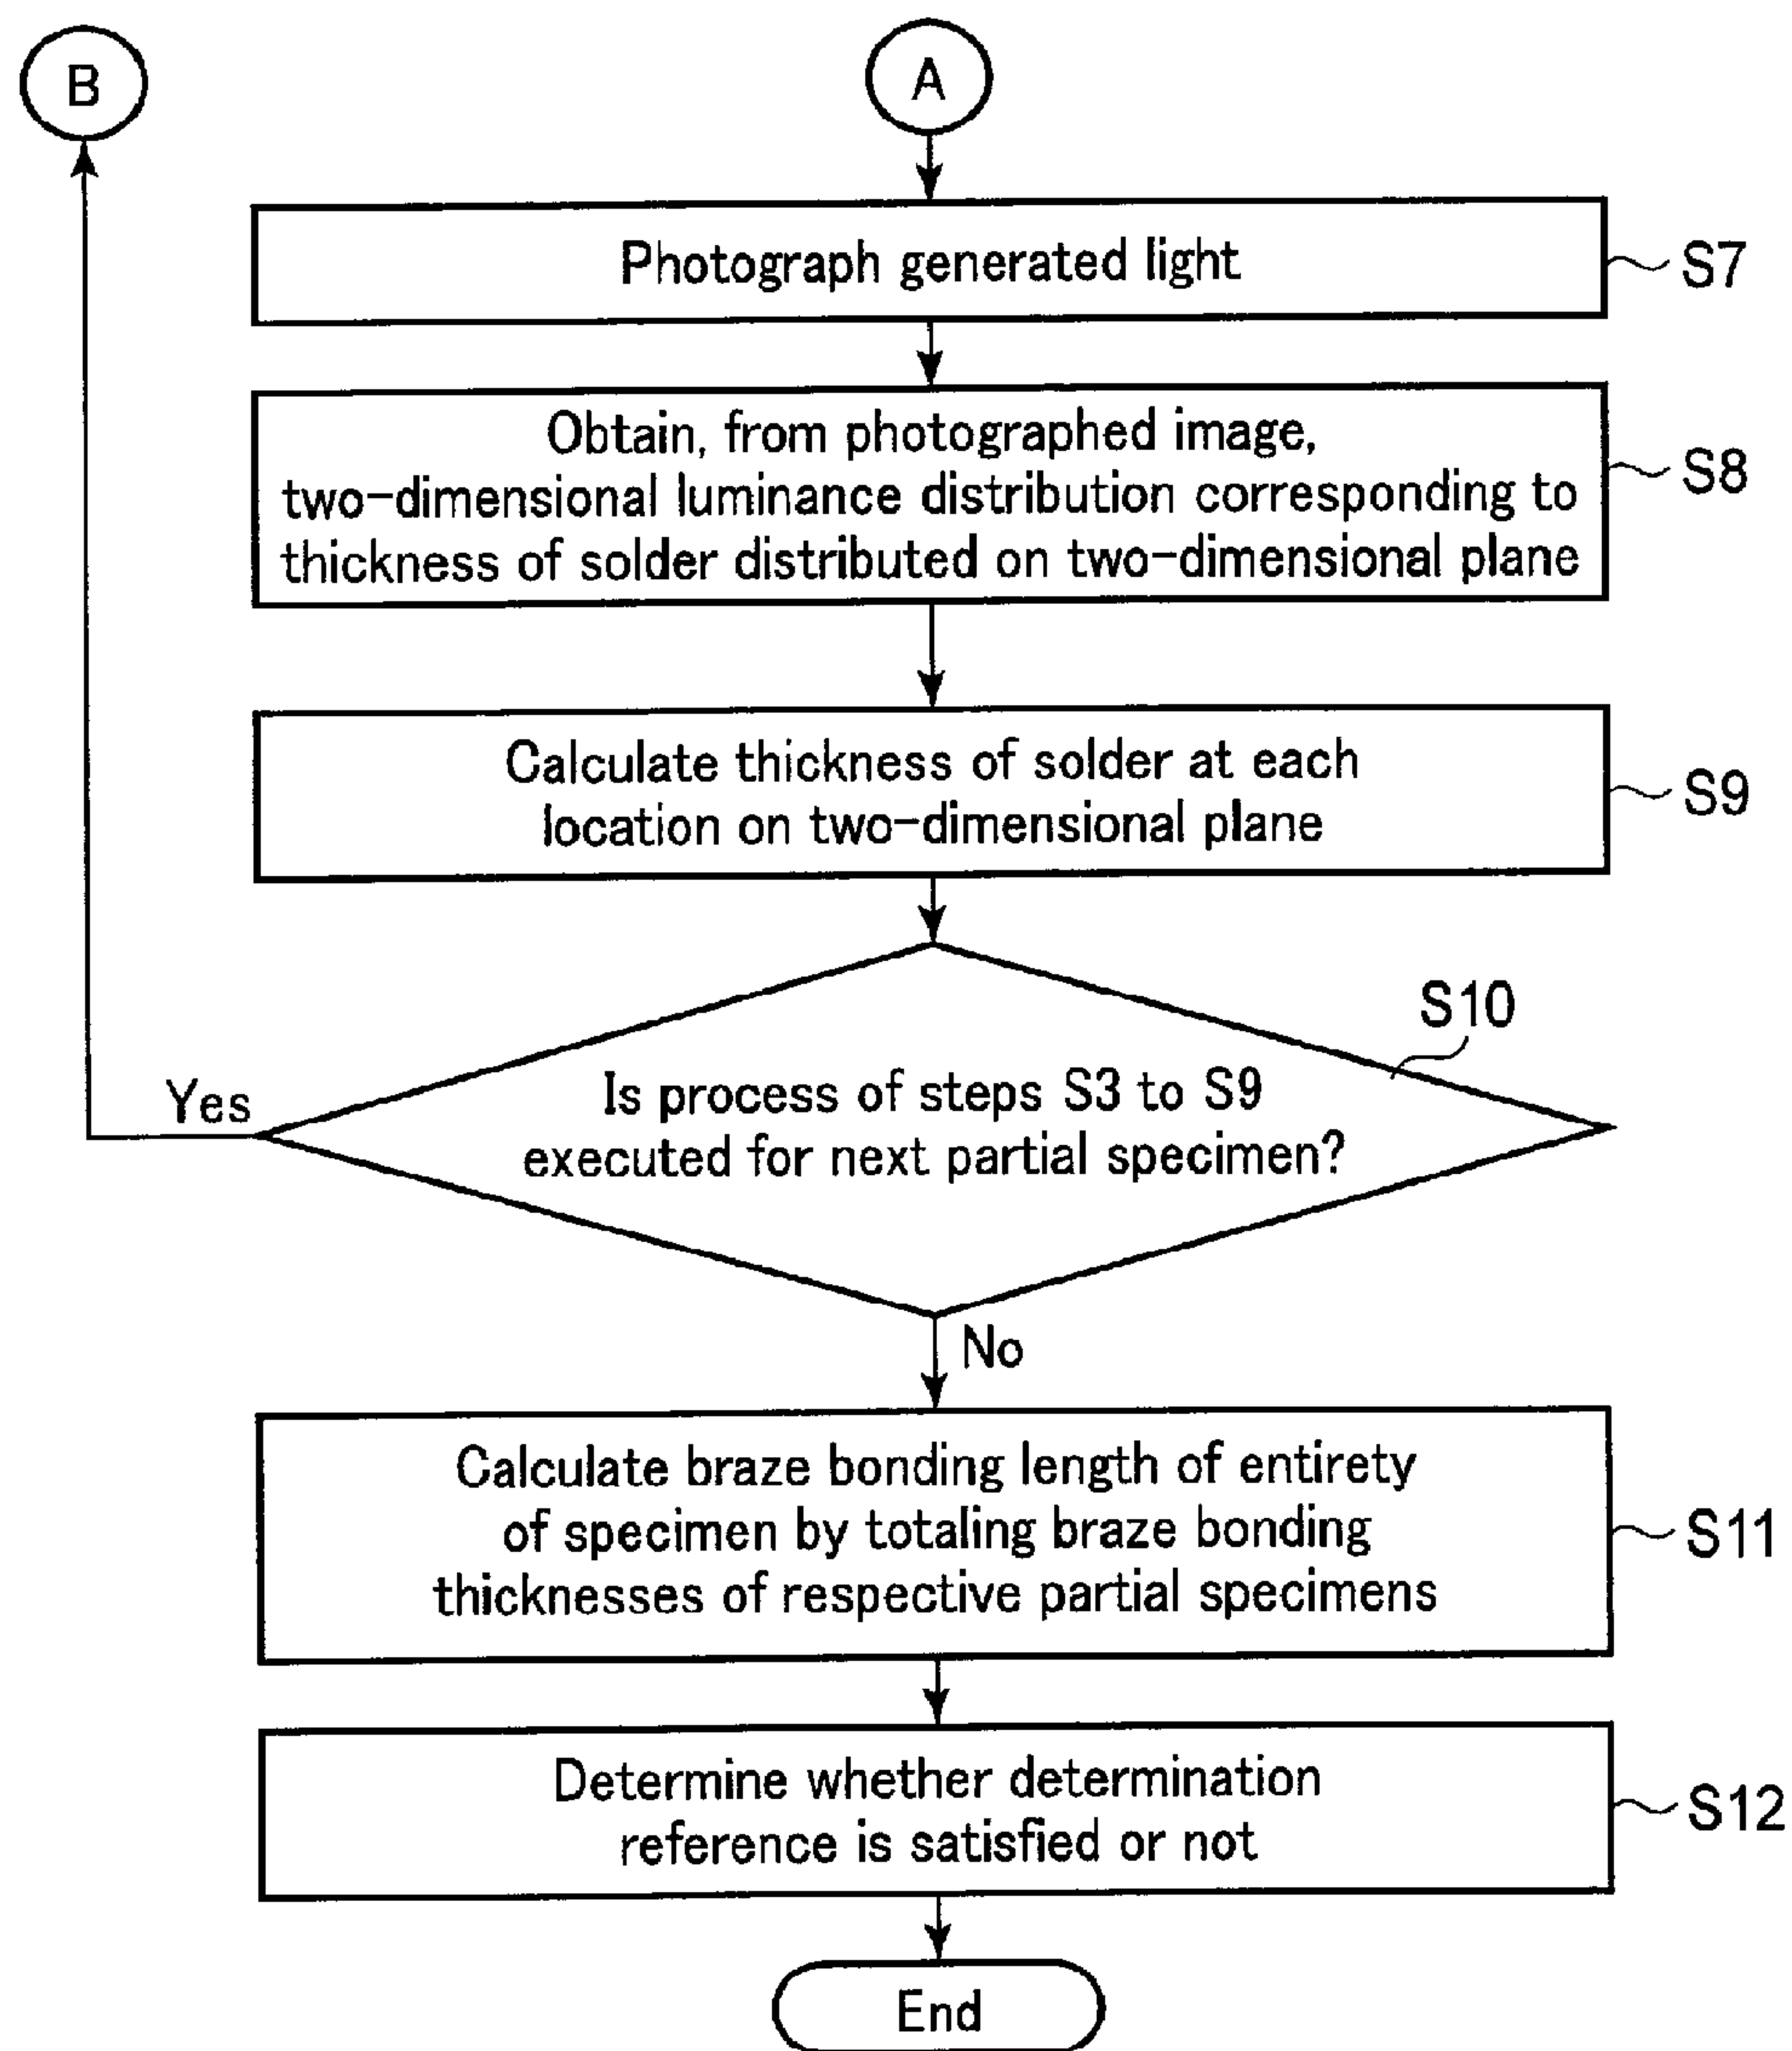 B
A
Photograph generated light
S7
Obtain, from photographed image,
two-dimensional luminance distribution corresponding to
thickness of solder distributed on two-dimensional plane
S8
Calculate thickness of solder at each
location on two-dimensional plane
S9
S10
Is process of steps S3 to S9
executed for next partial specimen?
Yes
No
Calculate braze bonding length of entirety
of specimen by totaling braze bonding
thicknesses of respective partial specimens
S11
Determine whether determination
reference is satisfied or not
S12
End